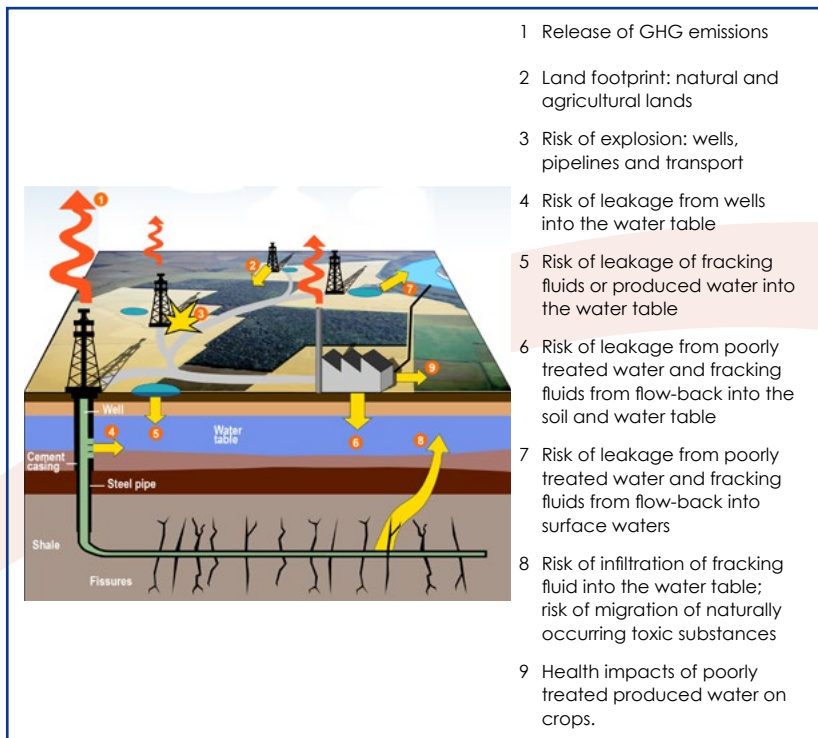 1 Release of GHG emissions
2 Land footprint: natural and
agricultural lands
3 Risk of explosion: wells,
pipelines and transport
4 Risk of leakage from wells
into the water table
5 Risk of leakage of fracking
fluids or produced water into
the water table
6 Risk of leakage from poorly
treated water and fracking
fluids from flow-back into the
soil and water table
7 Risk of leakage from poorly
treated water and fracking
fluids from flow-back into
surface waters
8 Risk of infiltration of fracking
fluid into the water table;
risk of migration of naturally
occurring toxic substances
9 Health impacts of poorly
treated produced water on
crops.
1
2
7
3
9
Well
4
5
Water
table
6
8
Cement
casing
Steel pipe
Shale
Fissures